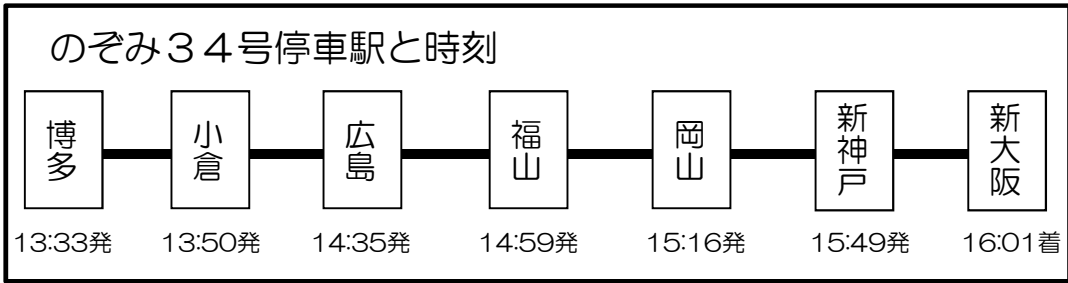 のぞみ３４号停車駅と時刻
博多
小倉
広島
福山
岡山
新神戸
新大阪
13:33発
13:50発
14:35発
14:59発
15:16発
15:49発
16:01着